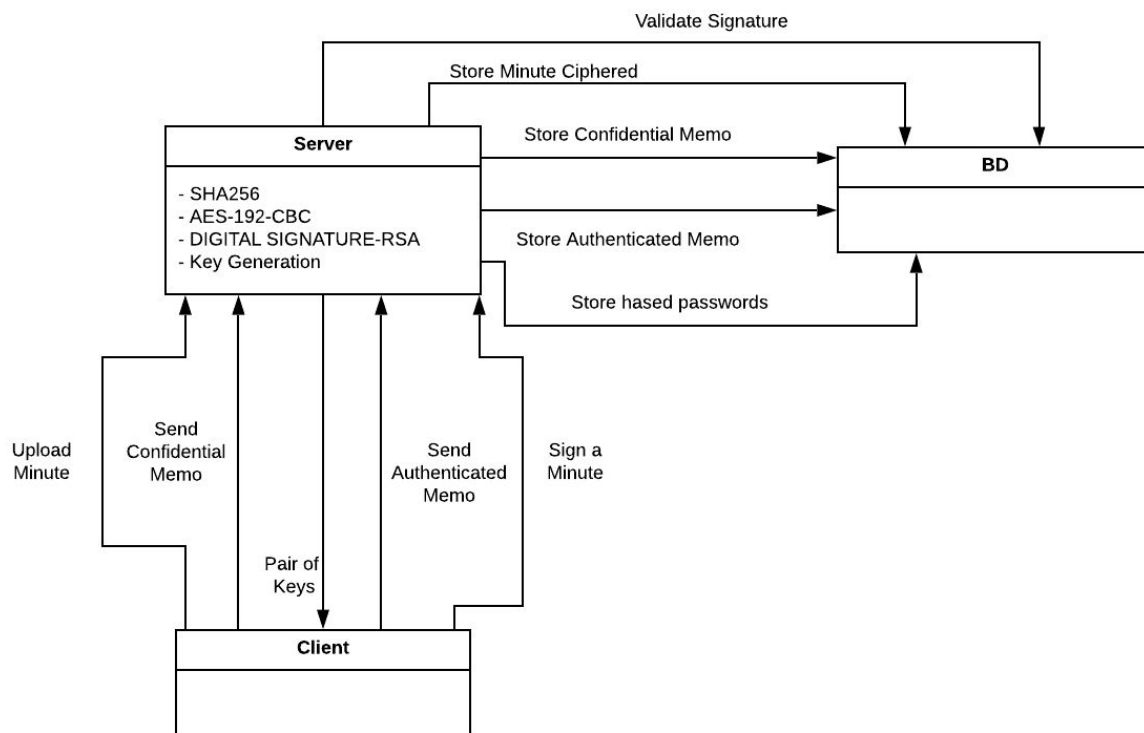 Validate Signature
Store Minute Ciphered
Server
Store Confidential Memo
BD
- SHA256
- AES-192-CBC
- DIGITAL SIGNATURE-RSA
- Key Generation
Store Authenticated Memo
Store hased passwords
Upload
Minute
Send
Confidential
Memo
Send
Authenticated
Memo
Sign a
Minute
Pair of
Keys
Client